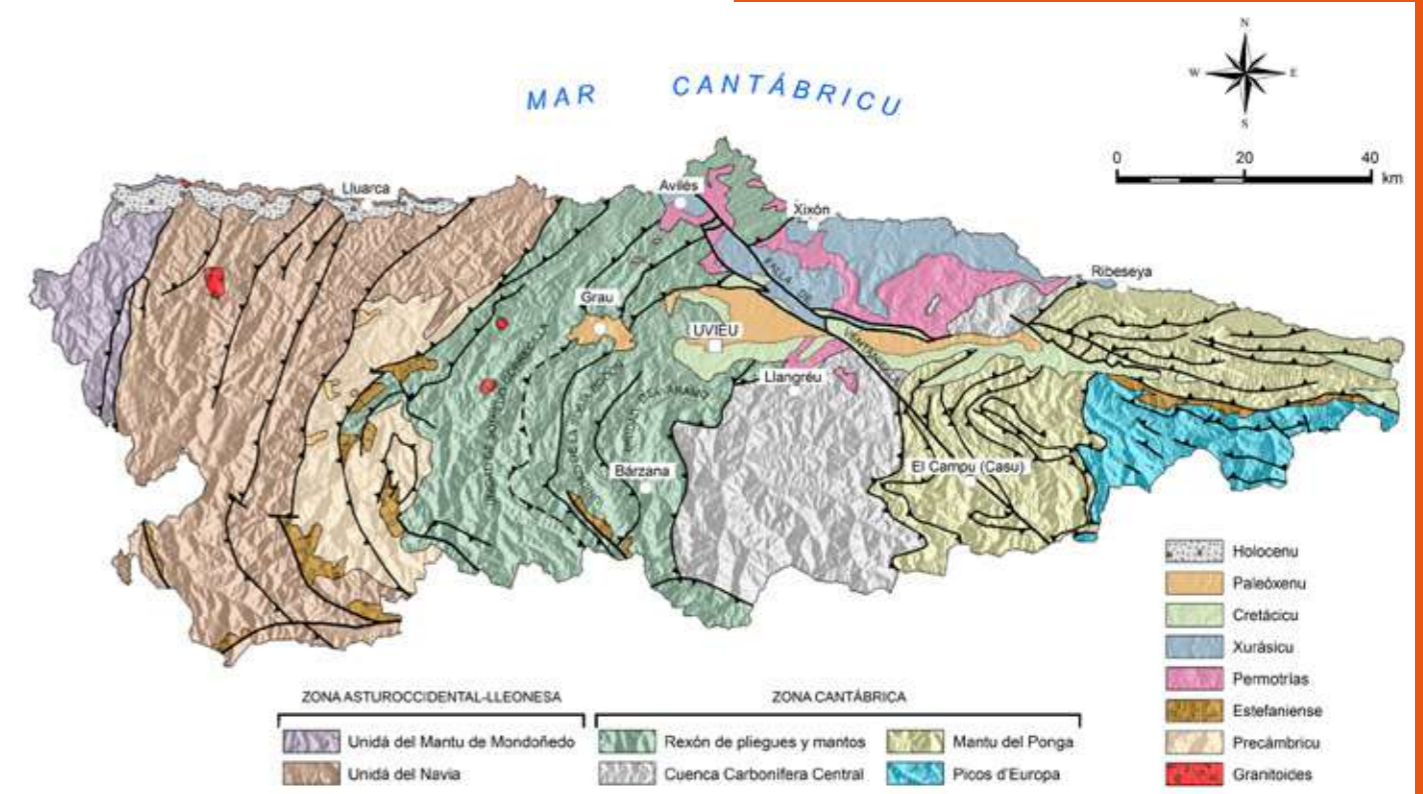 N
W E
S
MAR CANTÁBRICU
0 20 40
km
Lluarca
Avilés
Xixón
Ribeseya
Grau
UVIÉU
FALLA DE
Llangréu
Bárzana
El Campu (Casu)
ZONA ASTUROCCIDENTAL-LLEONESA
Unidá del Mantu de Mondoñedo
Unidá del Navia
ZONA CANTÁBRICA
Rexón de pliegues y mantos
Cuenca Carbonífera Central
Mantu del Ponga
Picos d'Europa
Holocenu
Paleóxenu
Cretácicu
Xurásicu
Permotrías
Estefaniense
Precámbricu
Granitoides